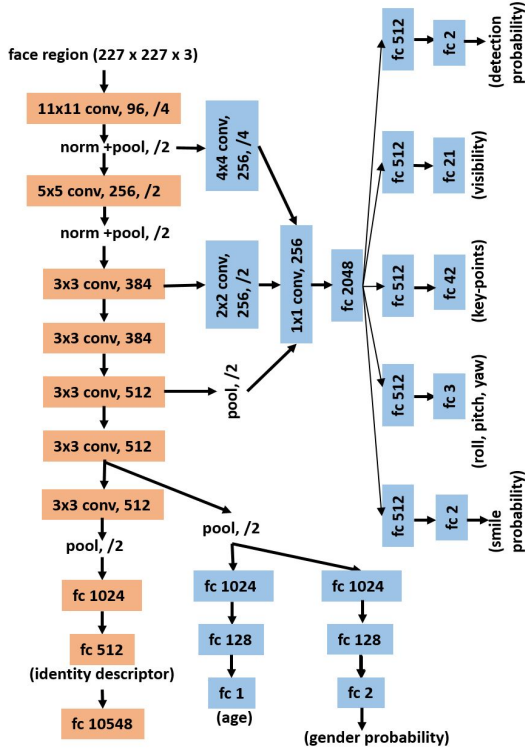 face region (227 x 227 x 3)
11x11 conv, 96, /4
norm +pool, /2
5x5 conv, 256, /2
norm +pool, /2
3x3 conv, 384
3x3 conv, 384
3x3 conv, 512
3x3 conv, 512
3x3 conv, 512
pool, /2
fc 1024
fc 512
(identity descriptor)
fc 10548
4x4 conv,
256, /4
2x2 conv,
256, /2
pool, /2
1x1 conv, 256
fc 2048
fc 512
fc 2
(detection
probability)
fc 512
fc 21
(visibility)
fc 512
fc 42
(key-points)
fc 512
fc 3
(roll, pitch, yaw)
fc 512
fc 2
(smile
probability)
pool, /2
fc 1024
fc 128
fc 1
(age)
fc 1024
fc 128
fc 2
(gender probability)